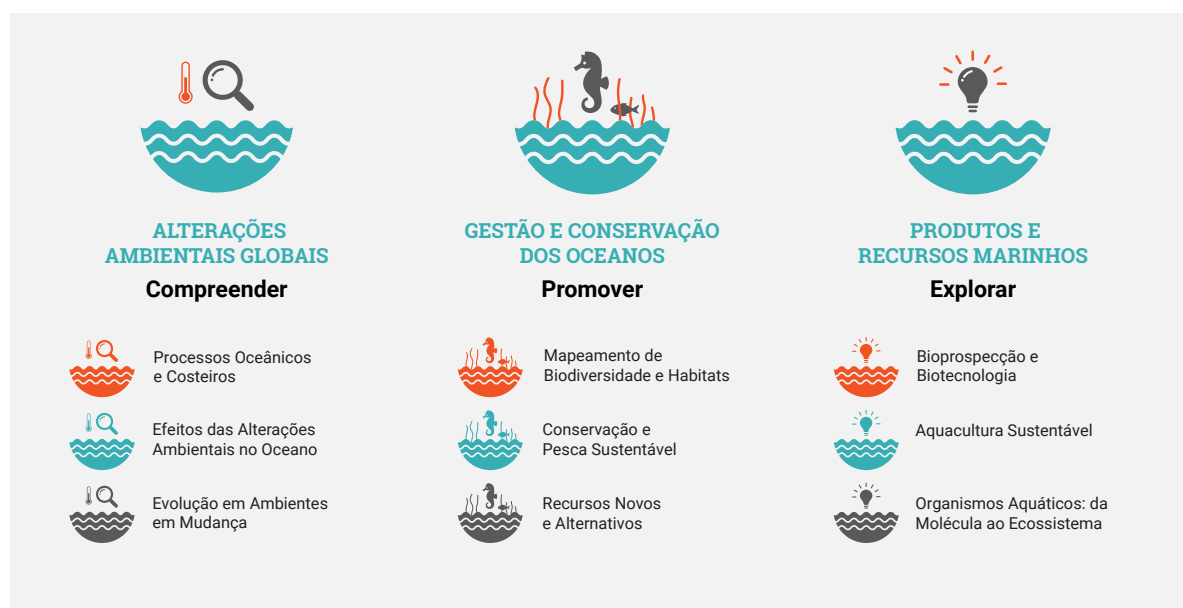 ALTERAÇÕES
AMBIENTAIS GLOBAIS
Compreender
Processos Oceânicos
e Costeiros
Efeitos das Alterações
Ambientais no Oceano
Evolução em Ambientes
em Mudança
GESTÃO E CONSERVAÇÃO
DOS OCEANOS
Promover
Mapeamento de
Biodiversidade e Habitats
Conservação e
Pesca Sustentável
Recursos Novos
e Alternativos
PRODUTOS E
RECURSOS MARINHOS
Explorar
Bioprospecção e
Biotecnologia
Aquacultura Sustentável
Organismos Aquáticos: da
Molécula ao Ecossistema